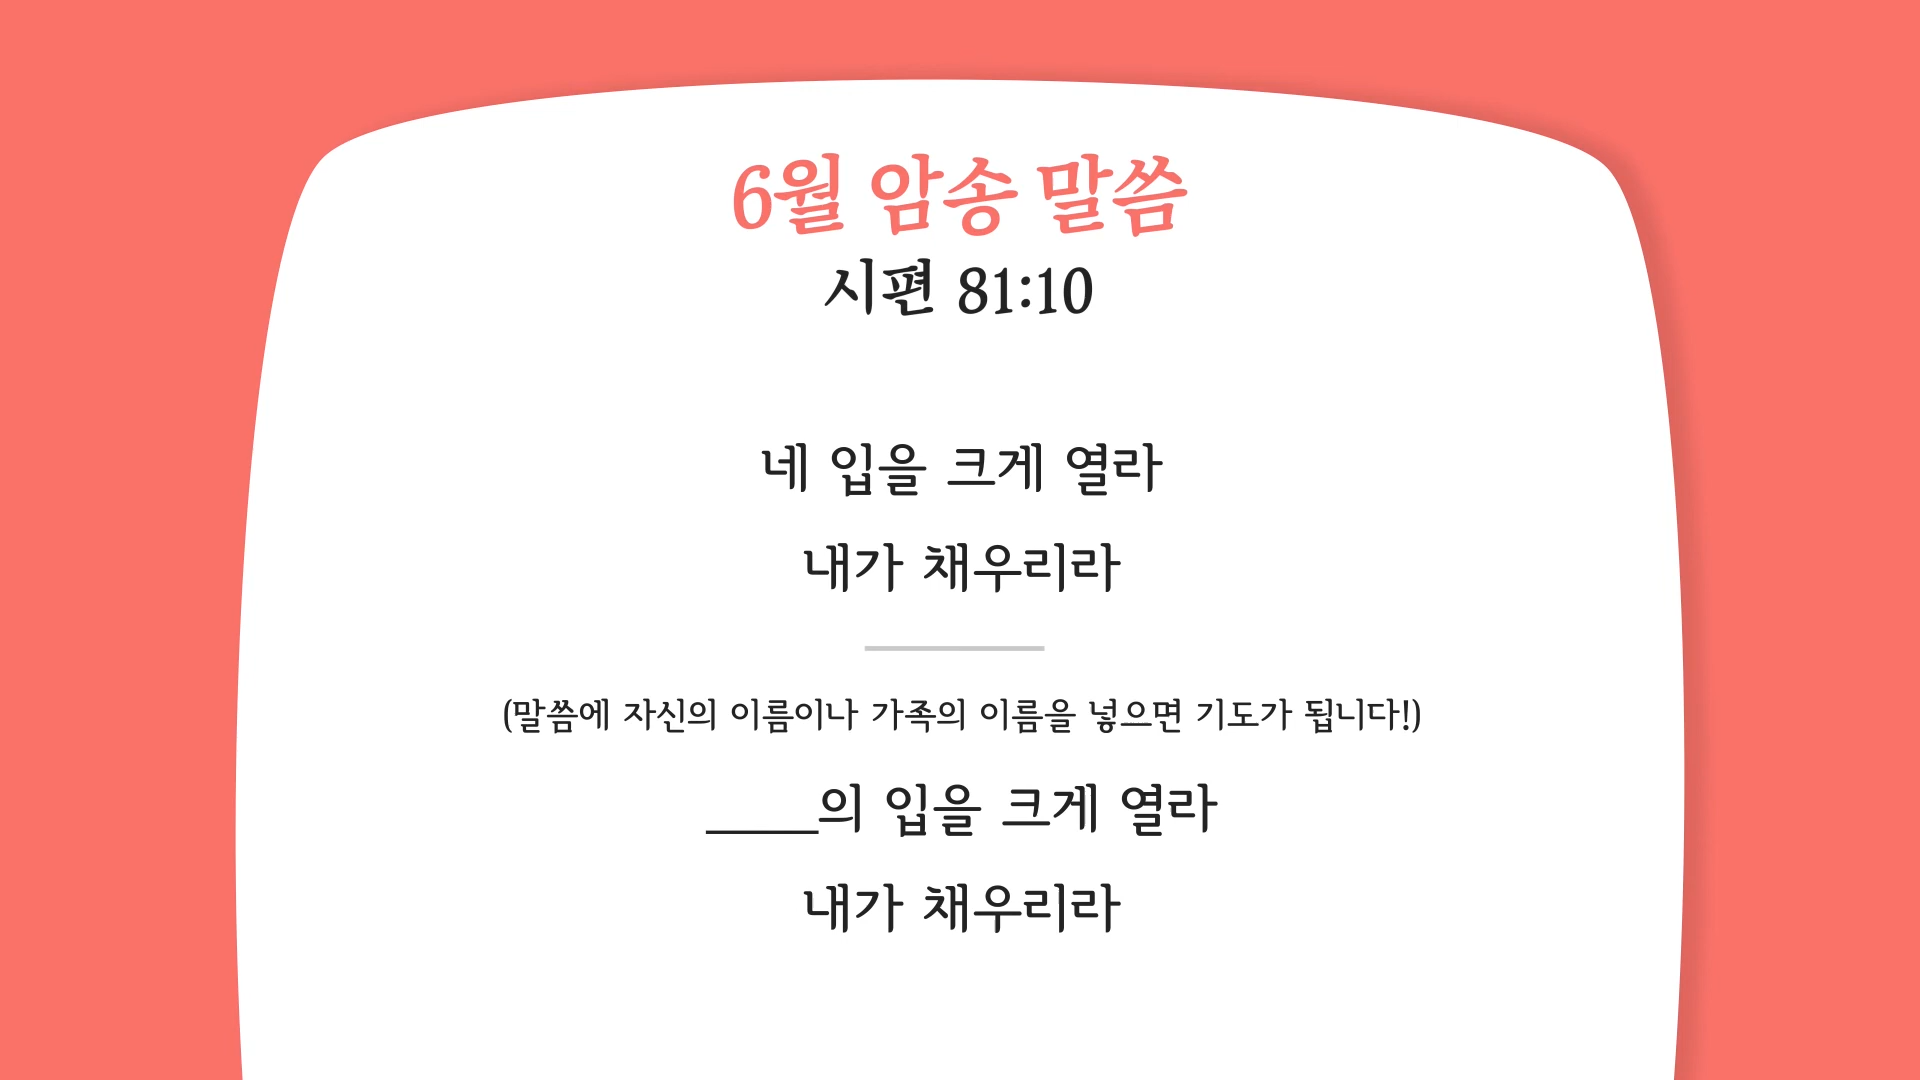 6월 암송 말씀
시편 81:10
네 입을 크게 열라
내가 채우리라
(말씀에 자신의 이름이나 가족의 이름을 넣으면 기도가 됩니다!)
____의 입을 크게 열라
내가 채우리라